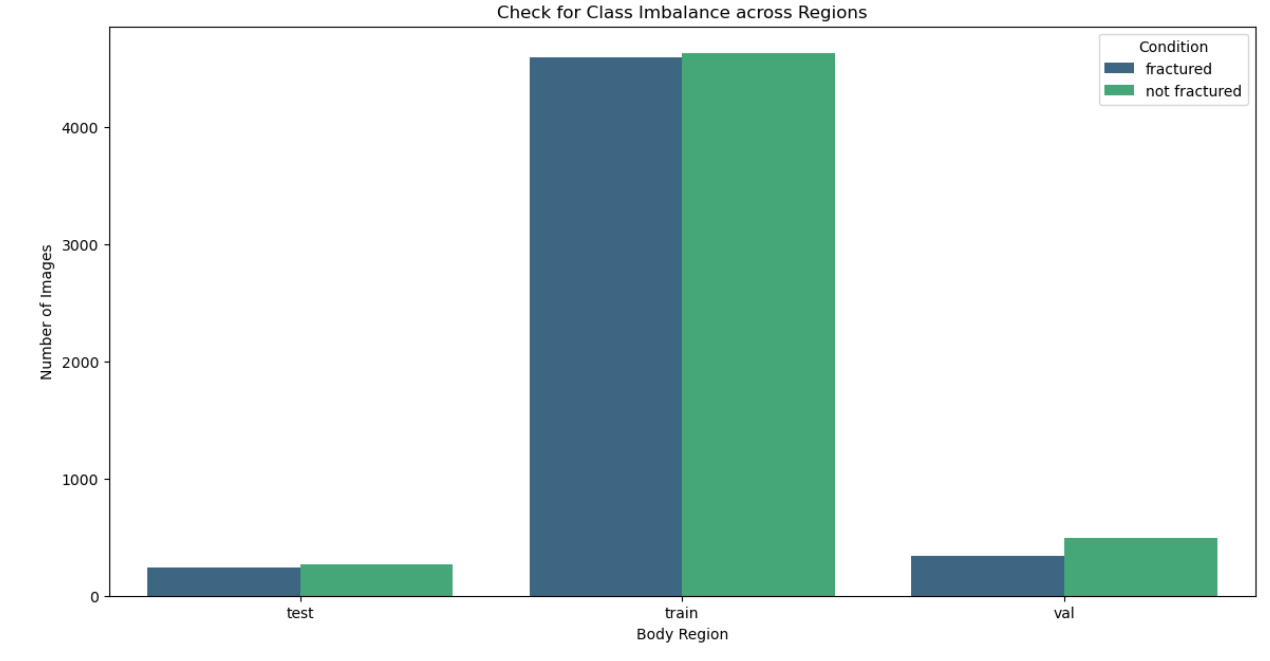 Check for Class Imbalance across Regions
Condition
fractured
not fractured
Number of Images
4000
3000
2000
1000
0
test
train
val
Body Region